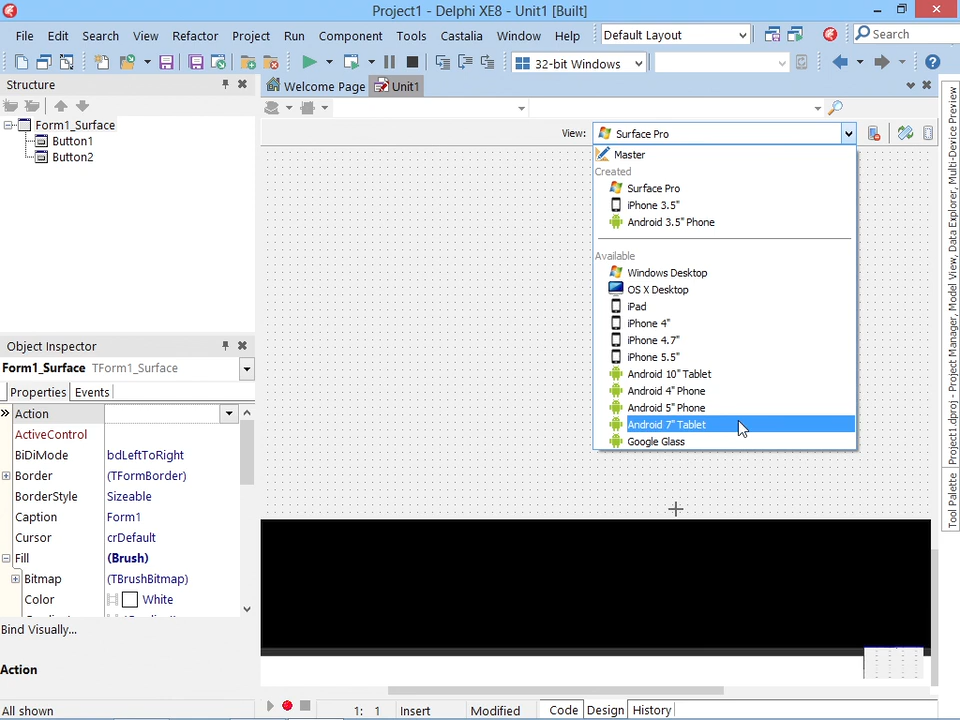 Project1 - Delphi XE8 - Unit1 [Built]
File Edit Search View Refactor Project Run Component Tools Castalia Window Help
Default Layout
Search
32-bit Windows
Structure
Welcome Page
Unit1
Form1_Surface
Button1
Button2
View:
Surface Pro
Master
Created
Surface Pro
iPhone 3.5"
Android 3.5" Phone
Available
Windows Desktop
OS X Desktop
iPad
iPhone 4"
iPhone 4.7"
iPhone 5.5"
Android 10" Tablet
Android 4" Phone
Android 5" Phone
Android 7" Tablet
Google Glass
Project1.dproj - Project Manager, Model View, Data Explorer, Multi-Device Preview
Tool Palette
Object Inspector
Form1_Surface TForm1_Surface
Properties Events
Action
ActiveControl
BiDiMode bdLeftToRight
Border (TFormBorder)
BorderStyle Sizeable
Caption Form1
Cursor crDefault
Fill (Brush)
Bitmap (TBrushBitmap)
Color White
Bind Visually...
Action
All shown
1: 1 Insert Modified Code Design History